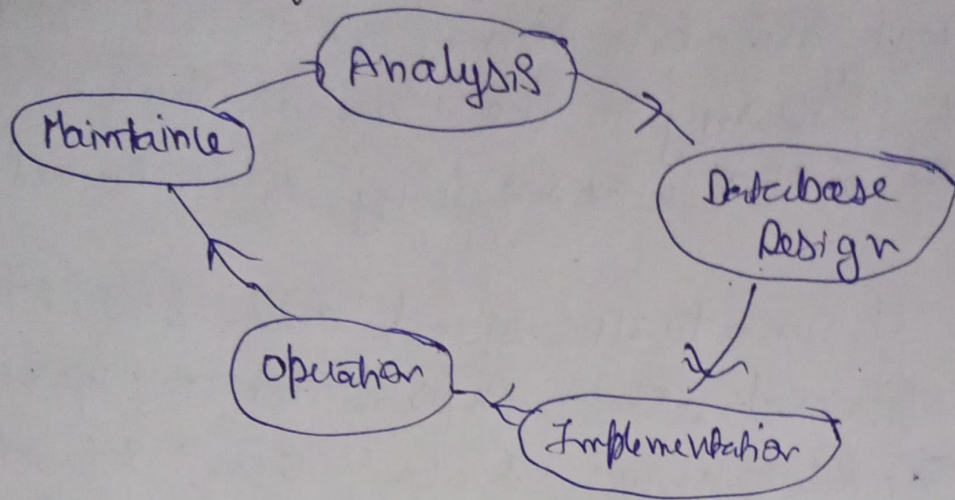 Analysis
Maintaince
Database
Design
Operation
Implementation